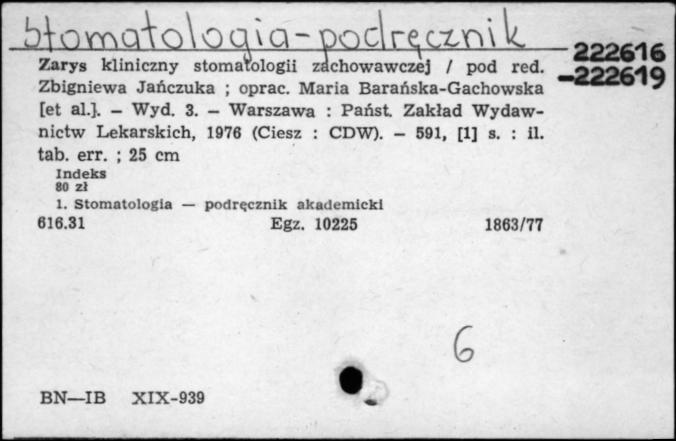 stomatologia-podręcznik
222616
-222619
Zarys kliniczny stomatologii zachowawczej / pod red.
Zbigniewa Jańczuka ; oprac. Maria Barańska-Gachowska
[et al.]. – Wyd. 3. – Warszawa : Państ. Zakład Wydaw-
nictw Lekarskich, 1976 (Ciesz : CDW). – 591, [1] s. : il.
tab. err. ; 25 cm
Indeks
80 zł
1. Stomatologia — podręcznik akademicki
616.31 Egz. 10225 1863/77
6
BN—IB XIX-939